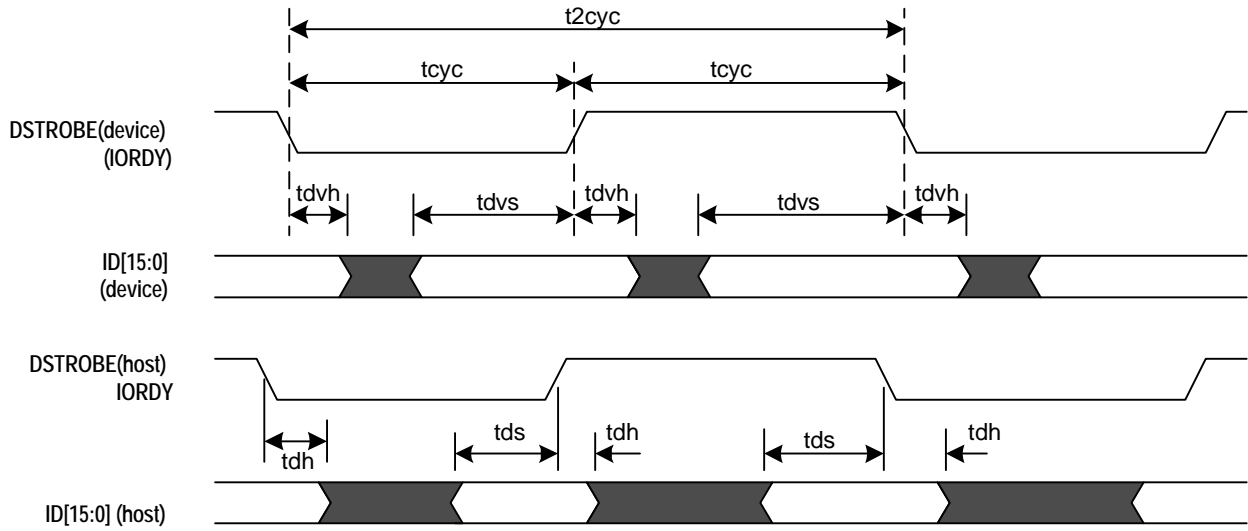 t2cyc
tcyc tcyc
DSTROBE(device)
(IORDY)
tdvh tdvs tdvh tdvs tdvh
ID[15:0]
(device)
DSTROBE(host)
IORDY
tdh tds tdh tds tdh
ID[15:0] (host)